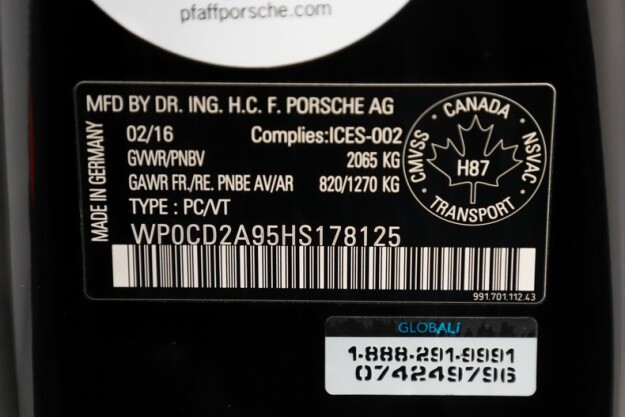 pfaffporsche.com
MFD BY DR. ING. H.C. F. PORSCHE AG
MADE IN GERMANY
02/16 Complies:ICES-002
GVWR/PNBV 2065 KG
GAWR FR./RE. PNBE AV/AR 820/1270 KG
TYPE : PC/VT
CANADA
CMVSS NSVAC
H87
TRANSPORT
WP0CD2A95HS178125
991.701.112.43
GLOBALi
1-888-291-9991
074249796